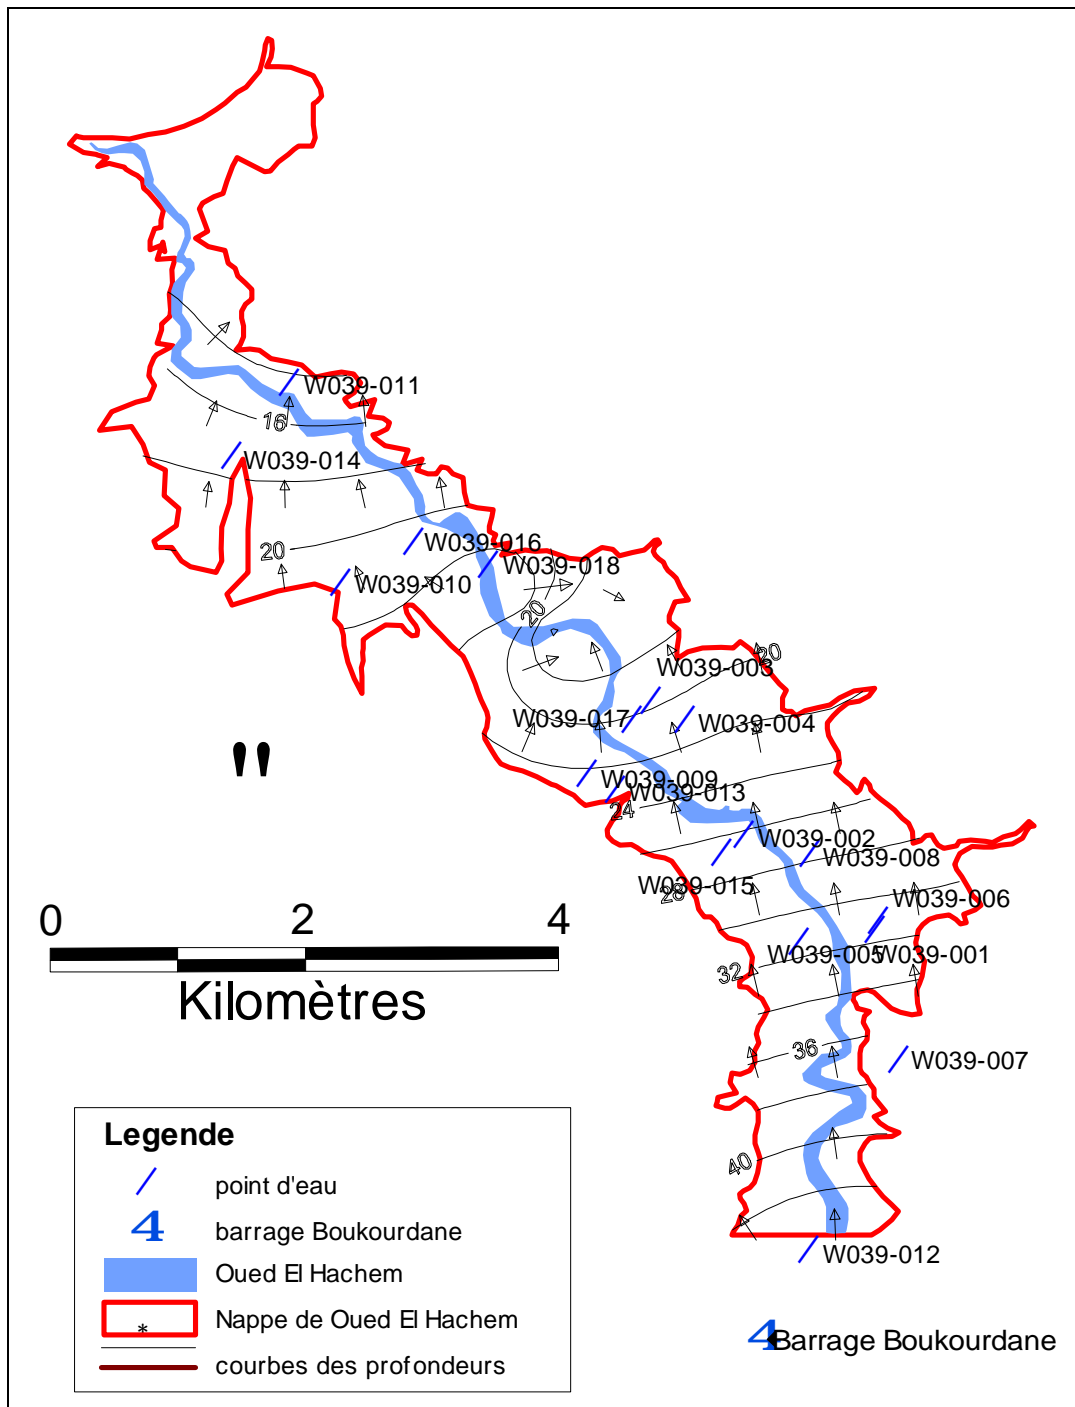 W039-011
16
W039-014
W039-016
20
W039-018
W039-010
20
20
W039-003
W039-017
W039-004
"
W039-009
W039-013
24
W039-002
W039-008
W039-015
28
W039-006
0 2 4
W039-005
W039-001
32
Kilomètres
36
W039-007
Legende
40
point d'eau
4 barrage Boukourdane
W039-012
Oued El Hachem
* Nappe de Oued El Hachem
4 Barrage Boukourdane
courbes des profondeurs